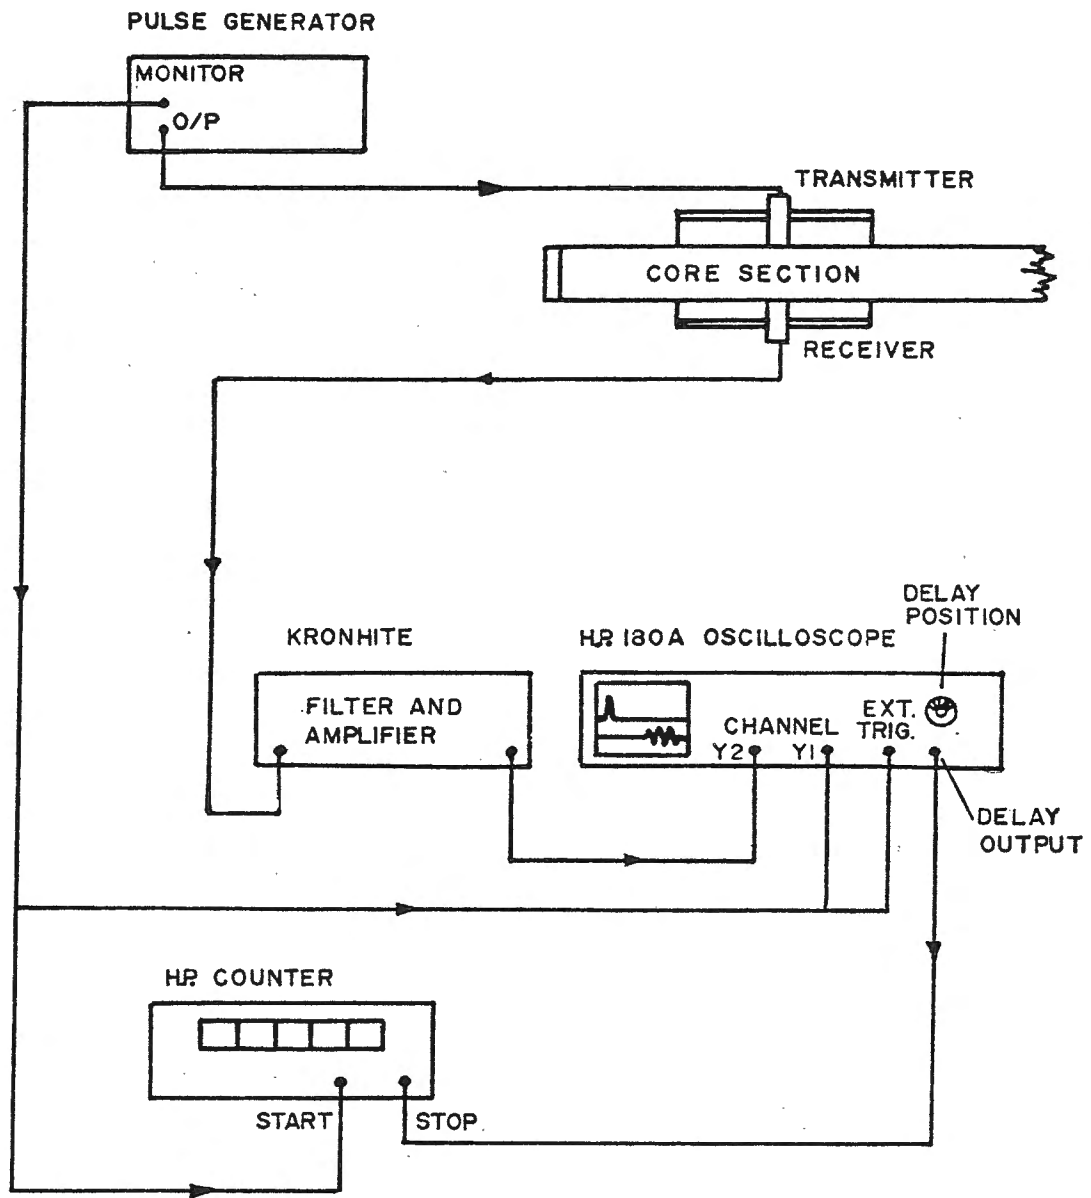 PULSE GENERATOR
MONITOR
O/P
TRANSMITTER
CORE SECTION
RECEIVER
DELAY
POSITION
KRONHITE
H.P. 180A OSCILLOSCOPE
FILTER AND
AMPLIFIER
EXT.
TRIG.
CHANNEL
Y2 Y1
DELAY
OUTPUT
H.P. COUNTER
START STOP